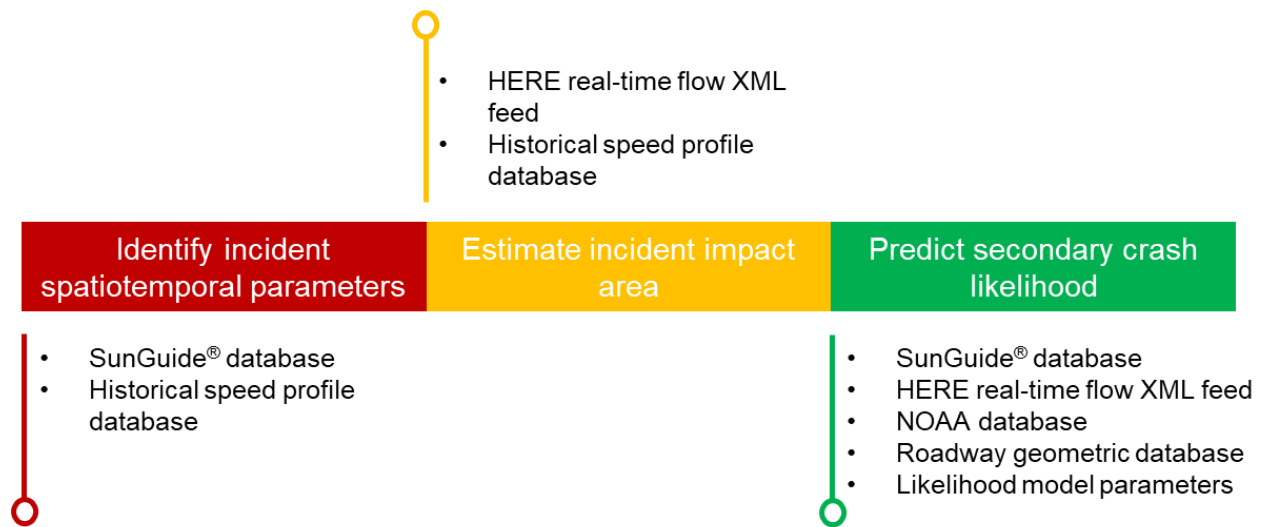 • HERE real-time flow XML
feed
• Historical speed profile
database
Identify incident
spatiotemporal parameters
Estimate incident impact
area
Predict secondary crash
likelihood
• SunGuide® database
• Historical speed profile
database
• SunGuide® database
• HERE real-time flow XML feed
• NOAA database
• Roadway geometric database
• Likelihood model parameters